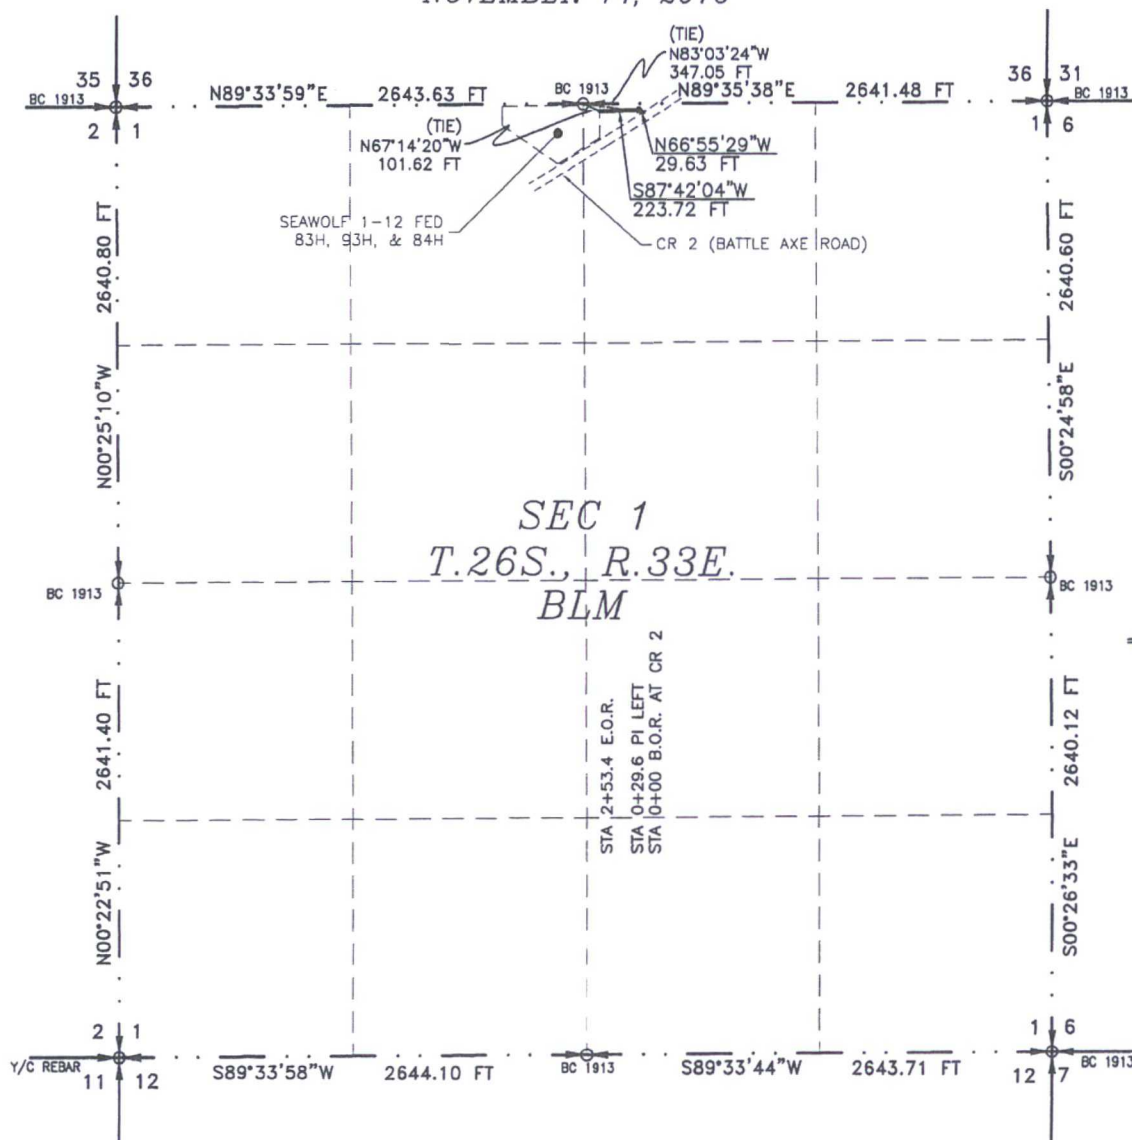 (TIE)
N83°03'24"W
347.05 FT
35 36
36 31
BC 1913
N89°33'59"E 2643.63 FT
BC 1913
N89°35'38"E 2641.48 FT
BC 1913
2 1
1 6
(TIE)
N67°14'20"W
101.62 FT
N66°55'29"W
29.63 FT
S87°42'04"W
223.72 FT
SEAWOLF 1-12 FED
83H, 93H, & 84H
CR 2 (BATTLE AXE ROAD)
2640.80 FT
N00°25'10"W
2640.60 FT
S00°24'58"E
SEC 1
T.26S., R.33E.
BLM
BC 1913
BC 1913
STA 2+53.4 E.O.R.
STA 0+29.6 PI LEFT
STA 0+00 B.O.R. AT CR 2
2641.40 FT
N00°22'51"W
2640.12 FT
S00°26'33"E
2 1
1 6
Y/C REBAR
11 12
S89°33'58"W 2644.10 FT
BC 1913
S89°33'44"W 2643.71 FT
12 7
BC 1913